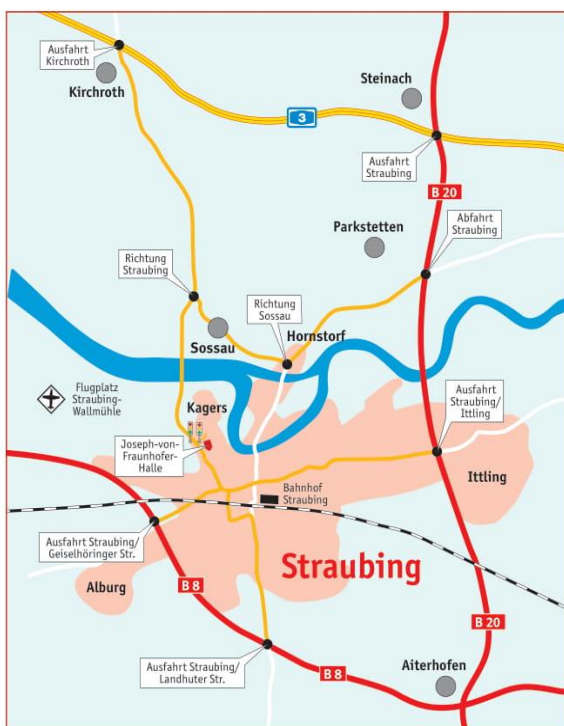 Ausfahrt
Kirchroth
Kirchroth
Steinach
3
Ausfahrt
Straubing
B 20
Parkstetten
Abfahrt
Straubing
Richtung
Straubing
Richtung
Sossau
Hornstorf
Sossau
Flugplatz
Straubing-
Wallmühle
Kagers
Ausfahrt
Straubing/
Ittling
Joseph-von-
Fraunhofer-
Halle
Ittling
Bahnhof
Straubing
Ausfahrt Straubing/
Geiselhöringer Str.
Straubing
Alburg
B 8
B 20
Ausfahrt Straubing/
Landhuter Str.
B 8
Aiterhofen